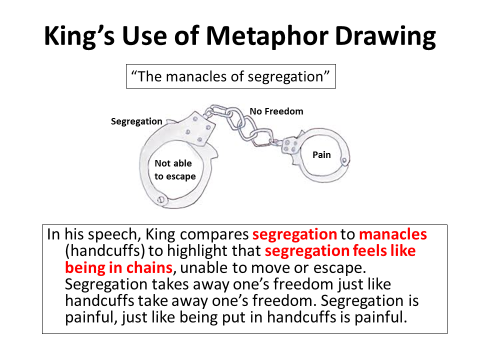 King's Use of Metaphor Drawing
“The manacles of segregation”
No Freedom
Segregation
Not able
to escape
Pain
In his speech, King compares segregation to manacles
(handcuffs) to highlight that segregation feels like
being in chains, unable to move or escape.
Segregation takes away one's freedom just like
handcuffs take away one's freedom. Segregation is
painful, just like being put in handcuffs is painful.